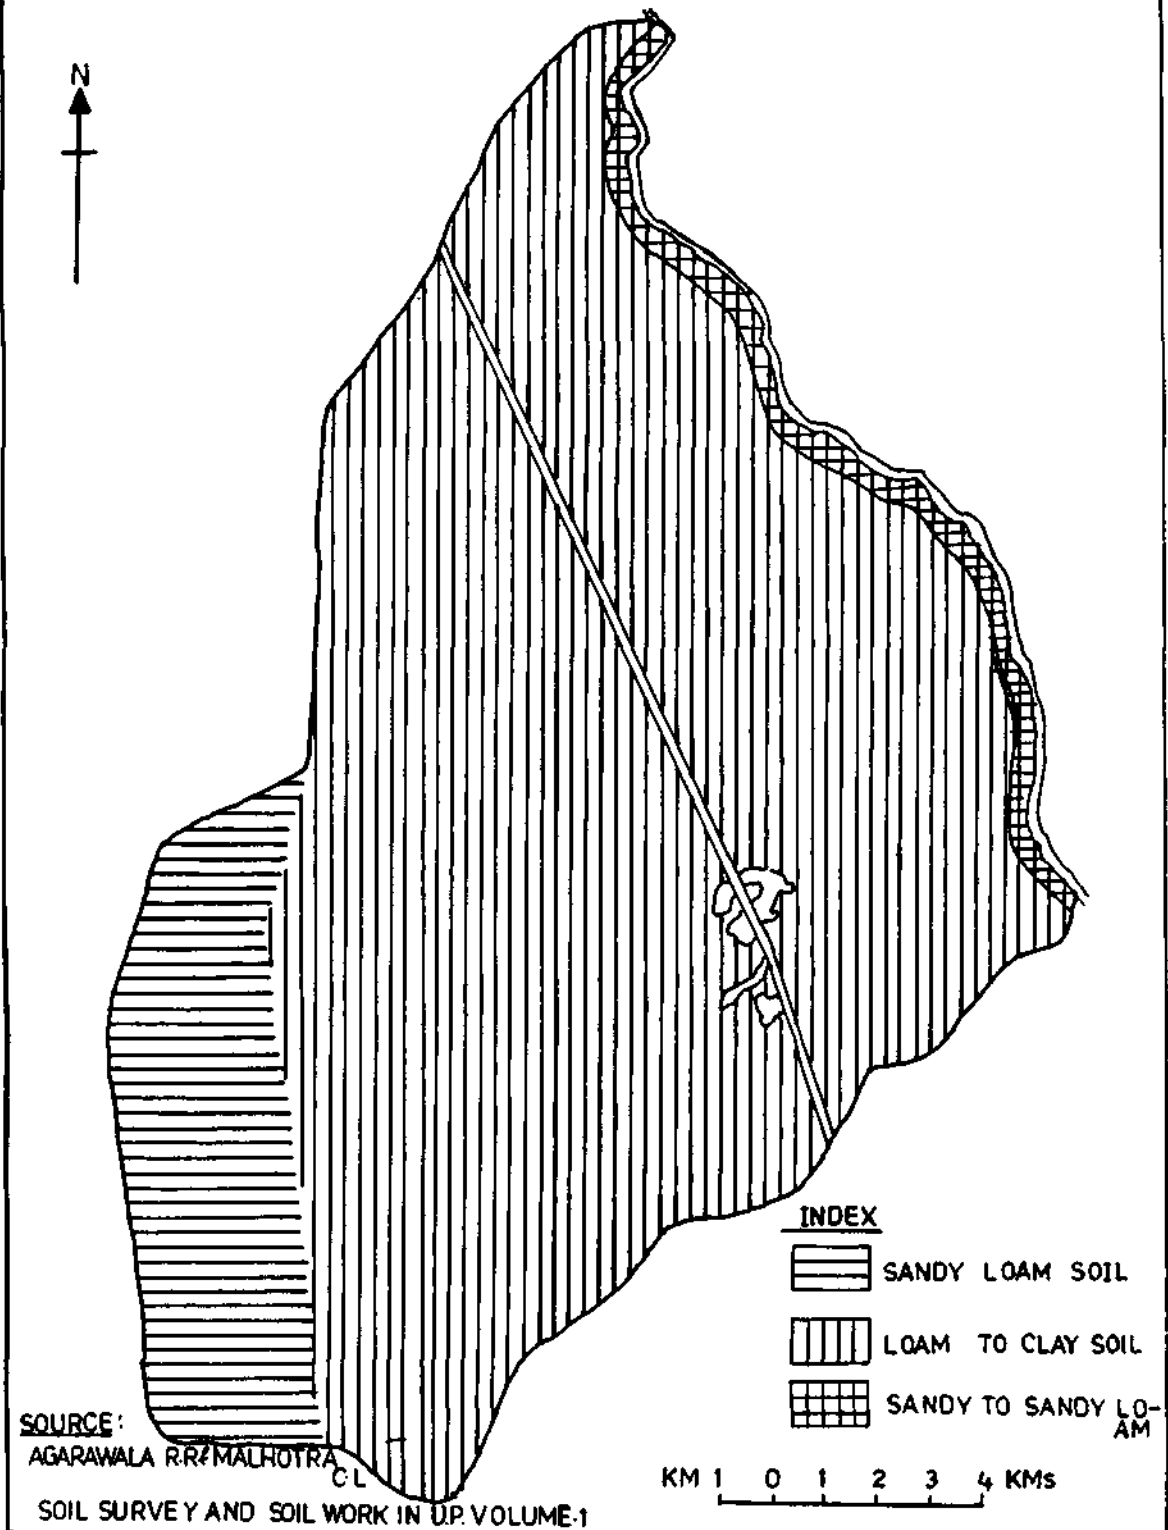 N
INDEX
SANDY LOAM SOIL
LOAM TO CLAY SOIL
SANDY TO SANDY LO-
AM
SOURCE:
AGARAWALA R.R & MALHOTRA
C L
SOIL SURVEY AND SOIL WORK IN U.P. VOLUME-1
KM 1 0 1 2 3 4 KMs